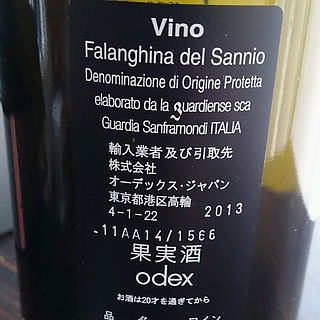 Vino
Falanghina del Sannio
Denominazione di Origine Protetta
elaborato da la guardiense sca
Guardia Sanframondi ITALIA
輸入業者及び引取先
株式会社
オーデックス・ジャパン
東京都港区高輪
4-1-22 2013
-11AA14/1566
果実酒
odex
お酒は20才を過ぎてから